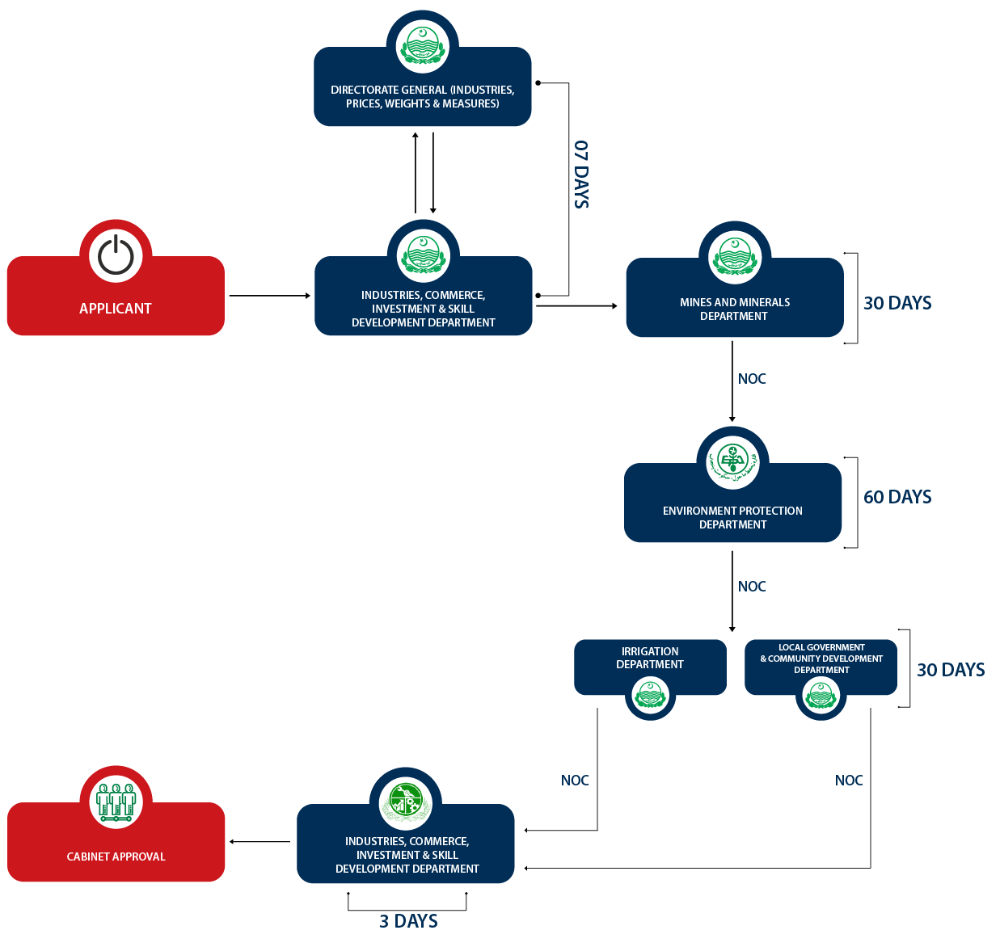 DIRECTORATE GENERAL (INDUSTRIES,
PRICES, WEIGHTS & MEASURES)
07 DAYS
APPLICANT
INDUSTRIES, COMMERCE,
INVESTMENT & SKILL
DEVELOPMENT DEPARTMENT
MINES AND MINERALS
DEPARTMENT
30 DAYS
NOC
ENVIRONMENT PROTECTION
DEPARTMENT
60 DAYS
NOC
IRRIGATION
DEPARTMENT
LOCAL GOVERNMENT
& COMMUNITY DEVELOPMENT
DEPARTMENT
30 DAYS
NOC
NOC
CABINET APPROVAL
INDUSTRIES, COMMERCE,
INVESTMENT & SKILL
DEVELOPMENT DEPARTMENT
3 DAYS